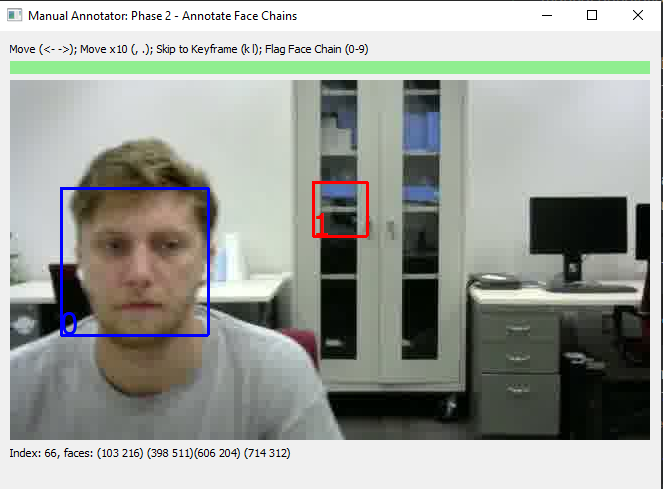 Manual Annotator: Phase 2 - Annotate Face Chains
Move (<- ->); Move x10 (, .); Skip to Keyframe (k l); Flag Face Chain (0-9)
1
0
Index: 66, faces: (103 216) (398 511)(606 204) (714 312)